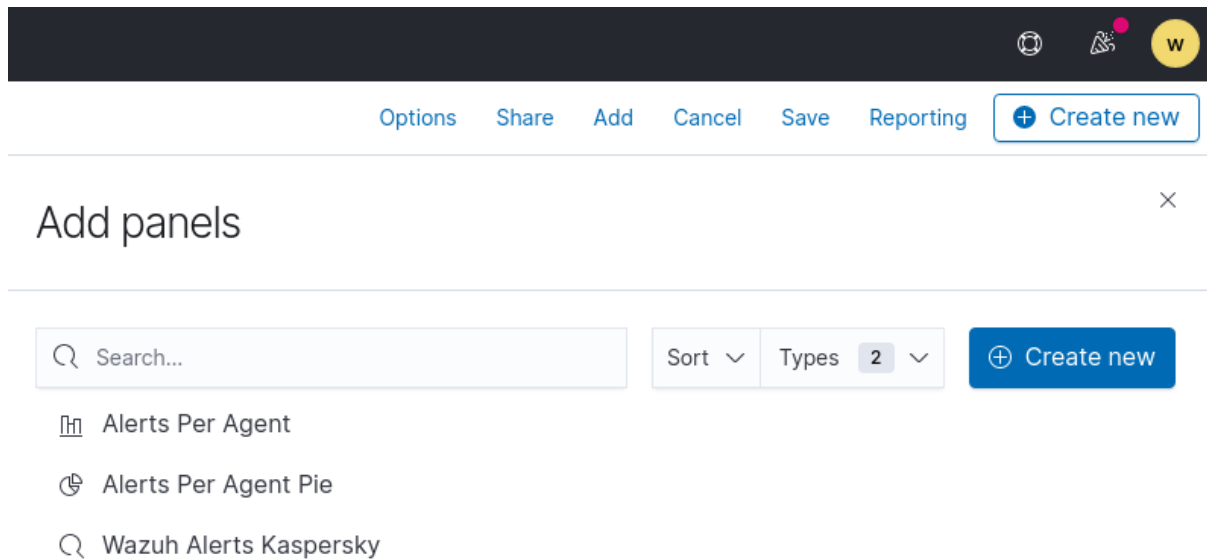 W
Options Share Add Cancel Save Reporting Create new
Add panels
Search... Sort Types 2 Create new
Alerts Per Agent
Alerts Per Agent Pie
Wazuh Alerts Kaspersky